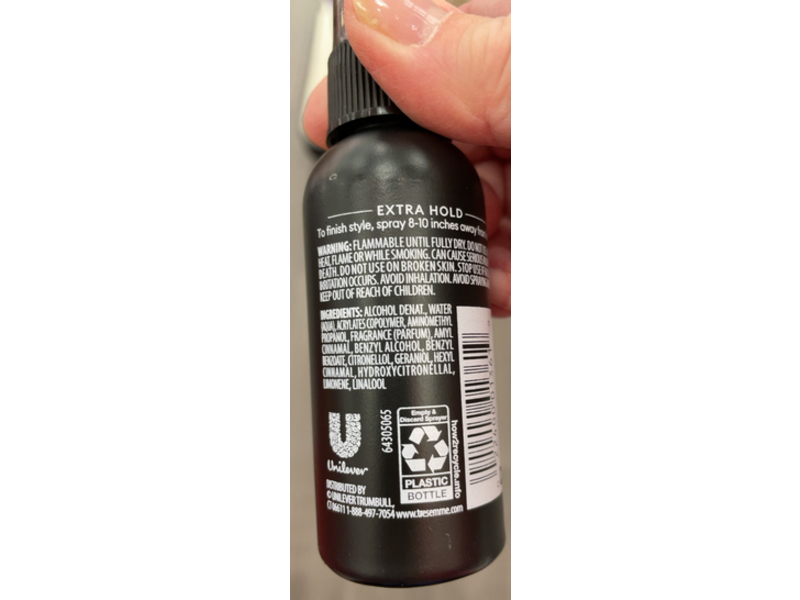 EXTRA HOLD
To finish style, spray 8-10 inches away from
WARNING: FLAMMABLE UNTIL FULLY DRY. DO NOT
HEAT, FLAME OR WHILE SMOKING. CAN CAUSE SERIOUS
DEATH. DO NOT USE ON BROKEN SKIN. STOP USE IF
IRRITATION OCCURS. AVOID INHALATION. AVOID SPRAYING
KEEP OUT OF REACH OF CHILDREN.
INGREDIENTS: ALCOHOL DENAT., WATER
(AQUA), ACRYLATES COPOLYMER, AMINOMETHYL
PROPANOL, FRAGRANCE (PARFUM), AMYL
CINNAMAL, BENZYL ALCOHOL, BENZYL
BENZOATE, CITRONELLOL, GERANIOL, HEXYL
CINNAMAL, HYDROXYCITRONELLAL,
LIMONENE, LINALOOL
Unilever
64305065
Empty &
Discard Sprayer
PLASTIC
BOTTLE
how2recycle.info
DISTRIBUTED BY
© UNILEVER TRUMBULL,
CT 06611 1-888-497-7054 www.tresemme.com